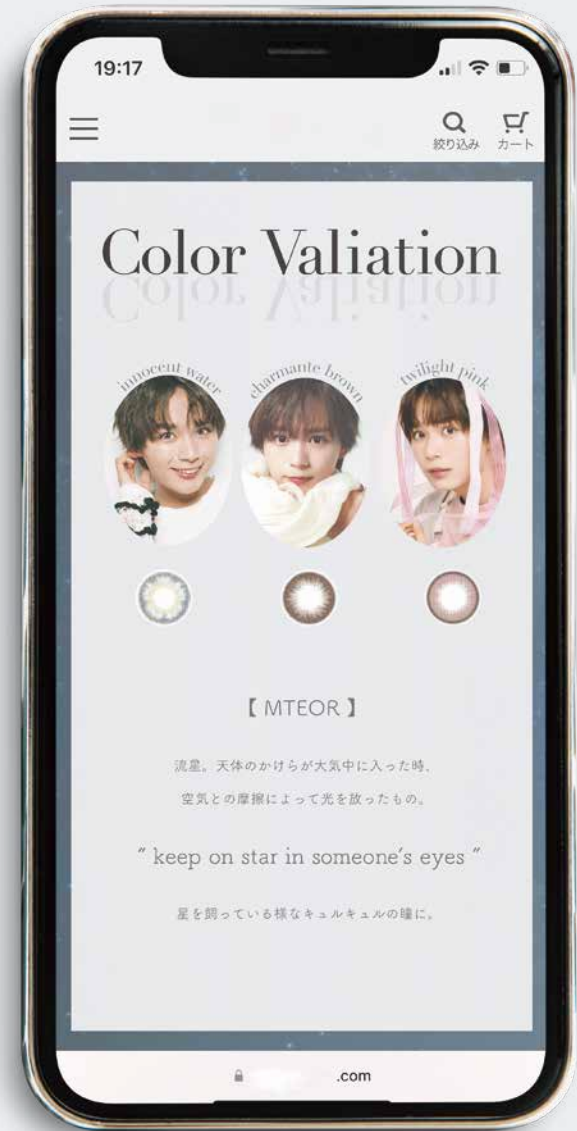 19:17
絞り込み
カート
Color Valiation
innocent water
charmante brown
twilight pink
【 MTEOR 】
流星。天体のかけらが大気中に入った時、
空気との摩擦によって光を放ったもの。
" keep on star in someone's eyes "
星を飼っている様なキュルキュルの瞳に。
.com